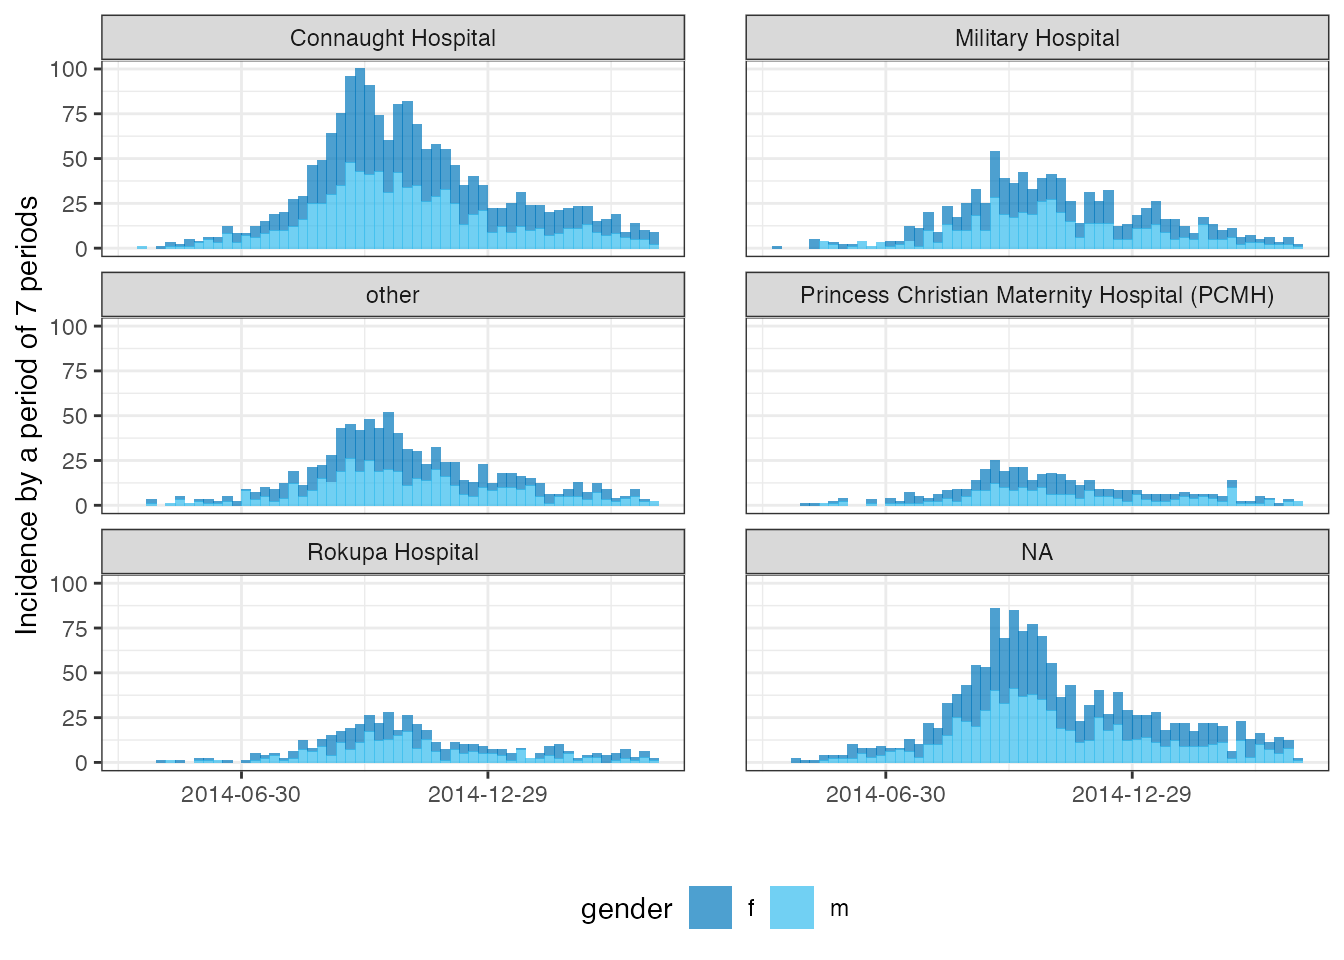 Connaught Hospital
Military Hospital
100
75
50
25
0
other
Princess Christian Maternity Hospital (PCMH)
100
75
50
25
0
Rokupa Hospital
NA
100
75
50
25
0
2014-06-30
2014-12-29
2014-06-30
2014-12-29
Incidence by a period of 7 periods
gender f m